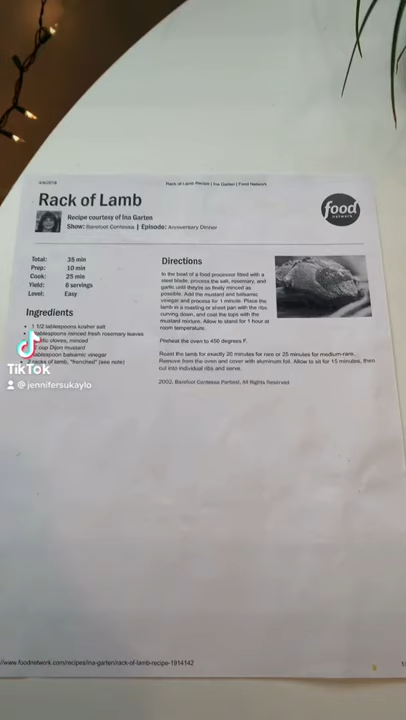 4/9/2018
Rack of Lamb Recipe | Ina Garten | Food Network
Rack of Lamb
Recipe courtesy of Ina Garten
Show: Barefoot Contessa | Episode: Anniversary Dinner
food
network
Total: 35 min
Prep: 10 min
Cook: 25 min
Yield: 6 servings
Level: Easy
Ingredients
1 1/2 tablespoons kosher salt
tablespoons minced fresh rosemary leaves
cloves, minced
cup Dijon mustard
tablespoon balsamic vinegar
racks of lamb, "frenched" (see note)
Directions
In the bowl of a food processor fitted with a
steel blade, process the salt, rosemary, and
garlic until they're as finely minced as
possible. Add the mustard and balsamic
vinegar and process for 1 minute. Place the
lamb in a roasting or sheet pan with the ribs
curving down, and coat the tops with the
mustard mixture. Allow to stand for 1 hour at
room temperature.
Preheat the oven to 450 degrees F.
Roast the lamb for exactly 20 minutes for rare or 25 minutes for medium-rare.
Remove from the oven and cover with aluminum foil. Allow to sit for 15 minutes, then
cut into individual ribs and serve.
2002, Barefoot Contessa Parties!, All Rights Reserved
TikTok
@jennifersukaylo
//www.foodnetwork.com/recipes/ina-garten/rack-of-lamb-recipe-1914142